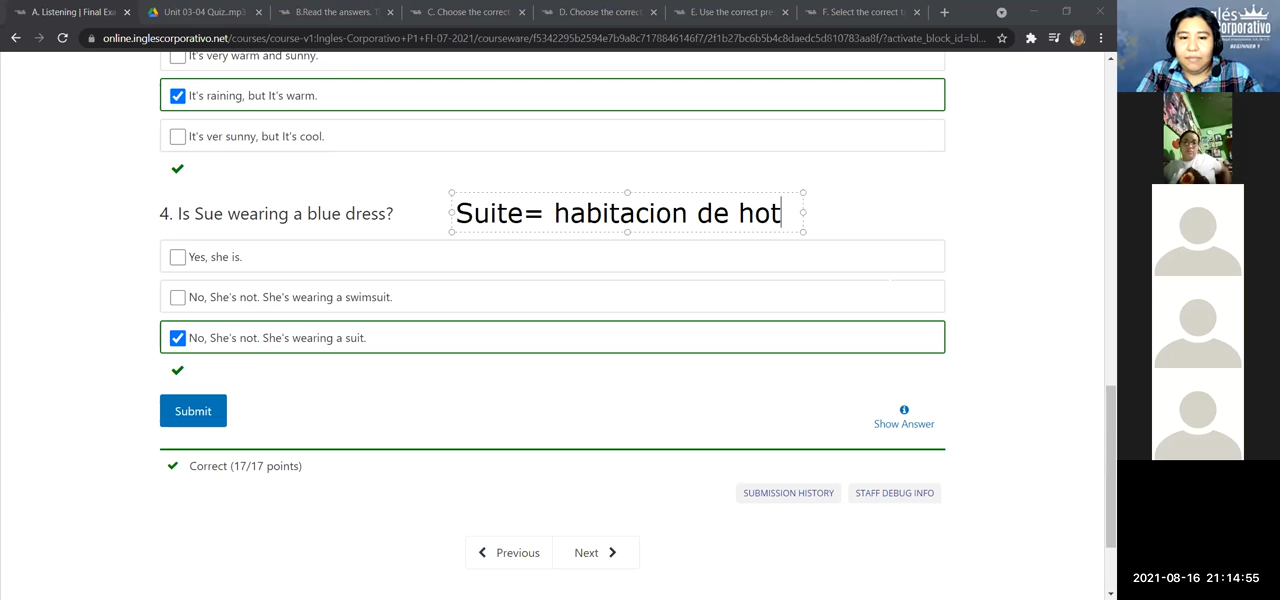 A. Listening | Final Exa
Unit 03-04 Quiz..mp3
B.Read the answers. T
C. Choose the correct
D. Choose the correct
E. Use the correct pre
F. Select the correct t
online.inglescorporativo.net/courses/course-v1:Ingles-Corporativo+P1+FI-07-2021/courseware/f5342295b2594e7b9a8c7178846146f7/2f1b27bc6b5b4c8daedc5d810783aa8f/?activate_block_id=bl...
It's very warm and sunny.
It's raining, but It's warm.
It's ver sunny, but It's cool.
4. Is Sue wearing a blue dress?
Suite= habitacion de hot
Yes, she is.
No, She's not. She's wearing a swimsuit.
No, She's not. She's wearing a suit.
Submit
Show Answer
Correct (17/17 points)
SUBMISSION HISTORY
STAFF DEBUG INFO
Previous
Next
BEGINNER 1
2021-08-16 21:14:55